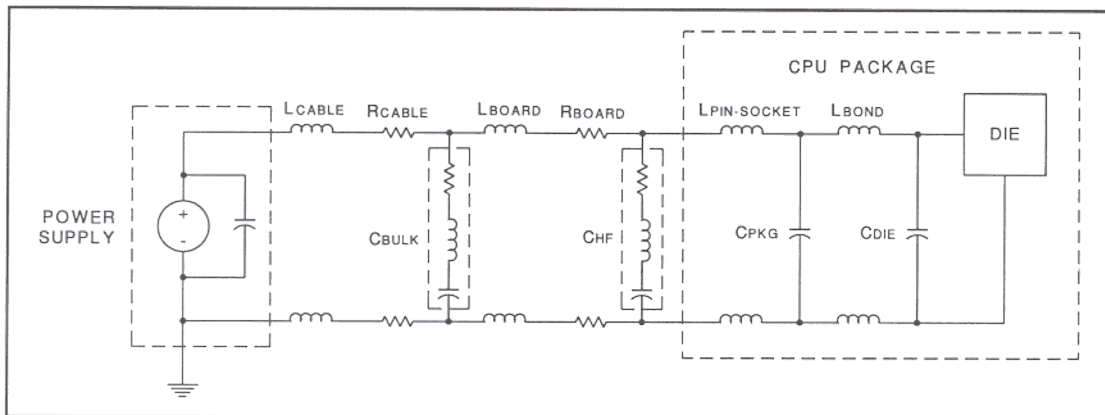 CPU PACKAGE
LCABLE RCABLE LBOARD RBOARD LPIN-SOCKET LBOND
DIE
POWER
SUPPLY
+
-
CBULK CHF CPKG CDIE